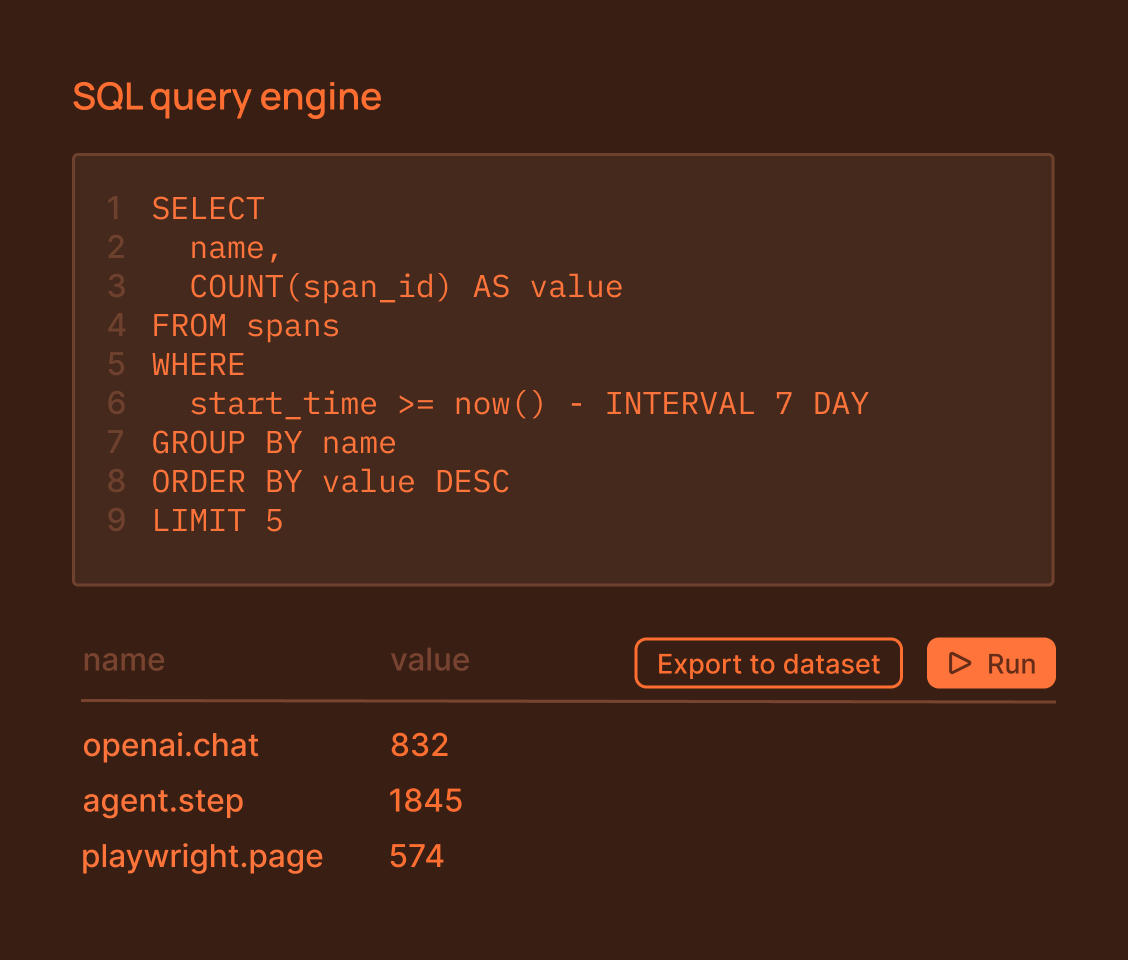 SQL query engine
1 SELECT
2   name,
3   COUNT(span_id) AS value
4 FROM spans
5 WHERE
6   start_time >= now() - INTERVAL 7 DAY
7 GROUP BY name
8 ORDER BY value DESC
9 LIMIT 5
name value Export to dataset Run
openai.chat 832
agent.step 1845
playwright.page 574